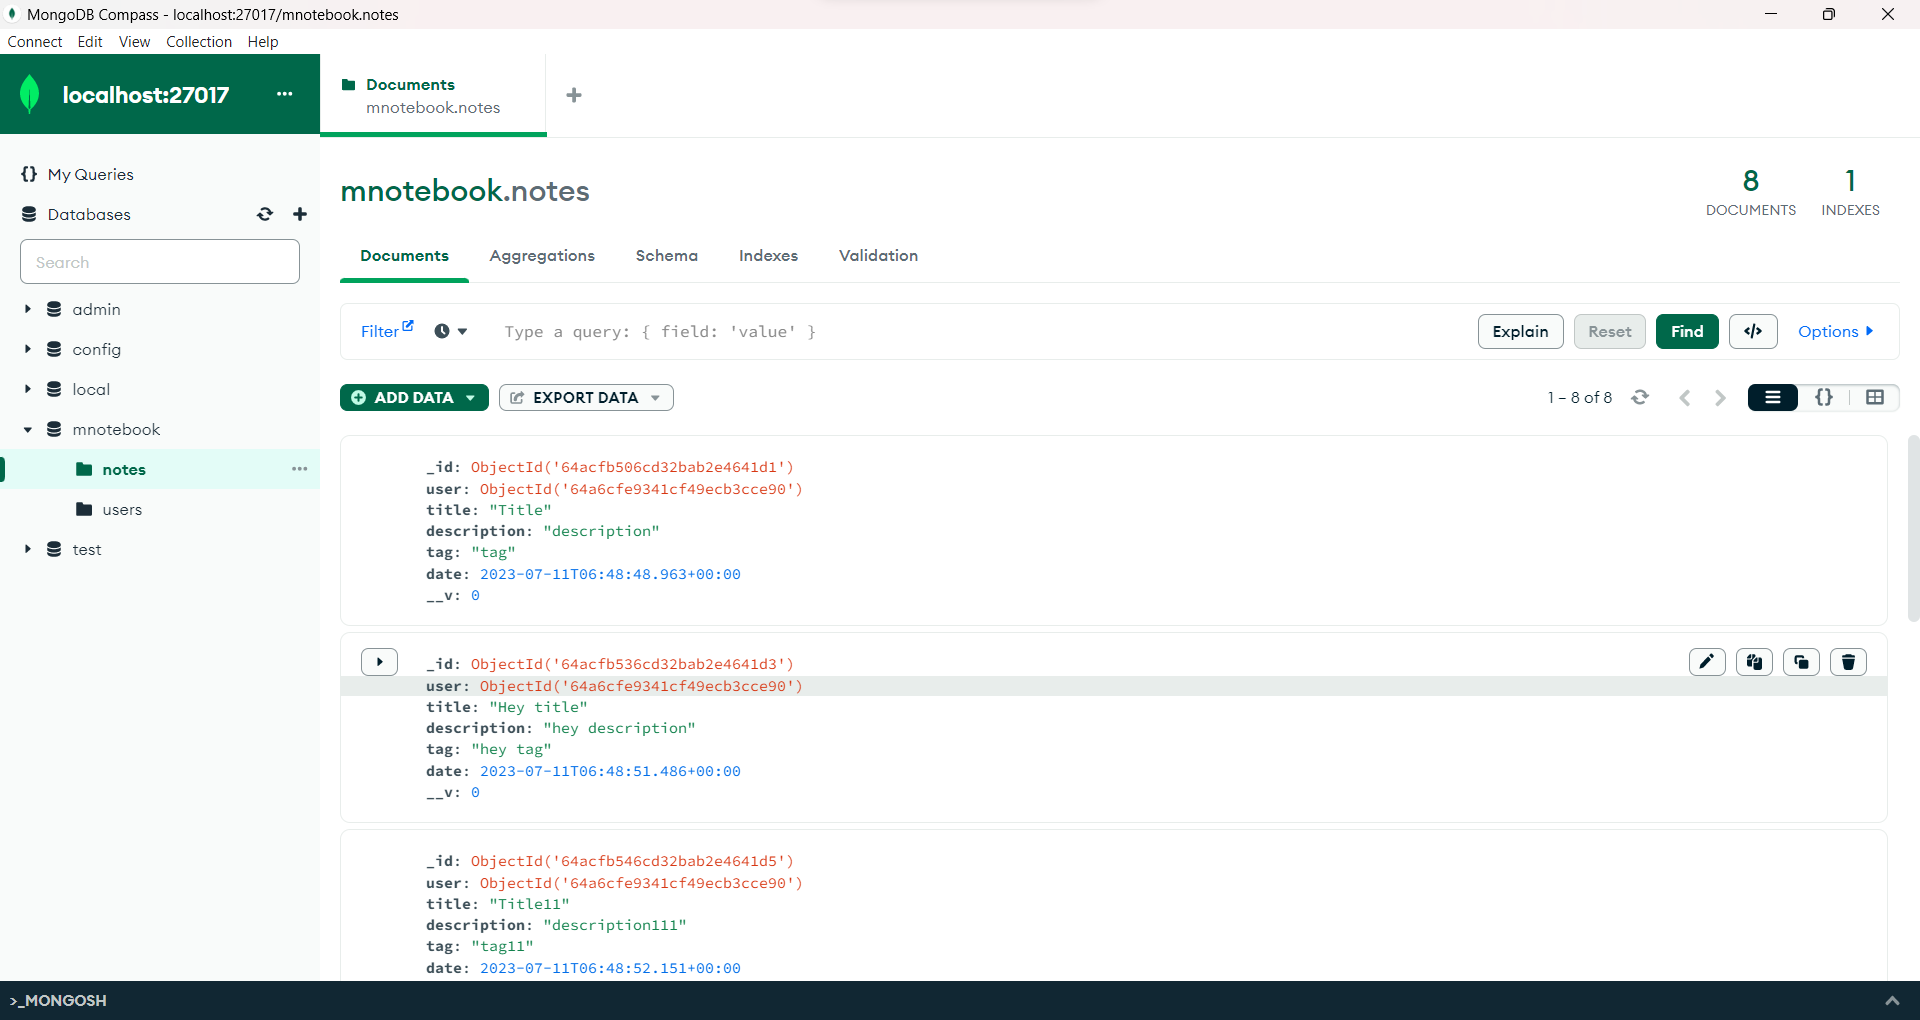 MongoDB Compass - localhost:27017/mnotebook.notes
Connect Edit View Collection Help
localhost:27017 ...
Documents
mnotebook.notes
+
{} My Queries
Databases
Search
admin
config
local
mnotebook
notes ...
users
test
mnotebook.notes
8
DOCUMENTS
1
INDEXES
Documents Aggregations Schema Indexes Validation
Filter Type a query: { field: 'value' } Explain Reset Find </> Options
ADD DATA EXPORT DATA 1 – 8 of 8 {}
_id: ObjectId('64acfb506cd32bab2e4641d1')
user: ObjectId('64a6cfe9341cf49ecb3cce90')
title: "Title"
description: "description"
tag: "tag"
date: 2023-07-11T06:48:48.963+00:00
__v: 0
_id: ObjectId('64acfb536cd32bab2e4641d3')
user: ObjectId('64a6cfe9341cf49ecb3cce90')
title: "Hey title"
description: "hey description"
tag: "hey tag"
date: 2023-07-11T06:48:51.486+00:00
__v: 0
_id: ObjectId('64acfb546cd32bab2e4641d5')
user: ObjectId('64a6cfe9341cf49ecb3cce90')
title: "Title11"
description: "description111"
tag: "tag11"
date: 2023-07-11T06:48:52.151+00:00
>_MONGOSH